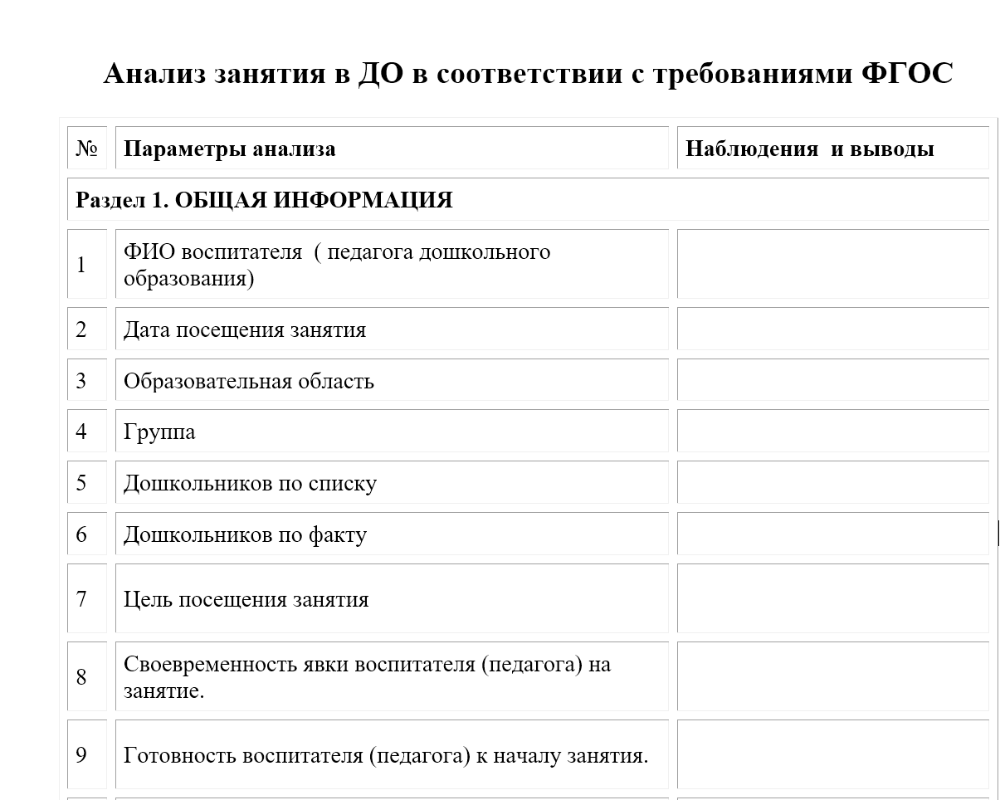 Анализ занятия в ДО в соответствии с требованиями ФГОС
№ Параметры анализа Наблюдения  и выводы
Раздел 1. ОБЩАЯ ИНФОРМАЦИЯ
1 ФИО воспитателя  ( педагога дошкольного
образования)
2 Дата посещения занятия
3 Образовательная область
4 Группа
5 Дошкольников по списку
6 Дошкольников по факту
7 Цель посещения занятия
8 Своевременность явки воспитателя (педагога) на
занятие.
9 Готовность воспитателя (педагога) к началу занятия.